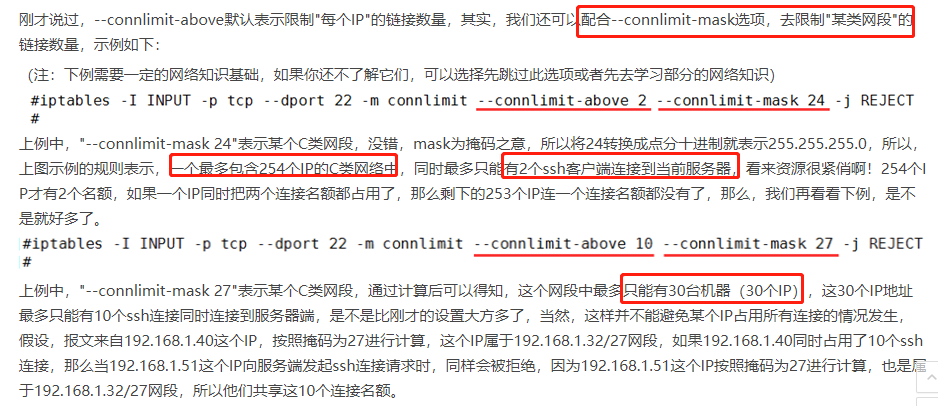 刚才说过，--connlimit-above默认表示限制"每个IP"的链接数量，其实，我们还可以配合--connlimit-mask选项，去限制"某类网段"的
链接数量，示例如下：
(注：下例需要一定的网络知识基础，如果你还不了解它们，可以选择先跳过此选项或者先去学习部分的网络知识)
#iptables -I INPUT -p tcp --dport 22 -m connlimit --connlimit-above 2 --connlimit-mask 24 -j REJECT
#
上例中，"--connlimit-mask 24"表示某个C类网段，没错，mask为掩码之意，所以将24转换成点分十进制就表示255.255.255.0，所以，
上图示例的规则表示，一个最多包含254个IP的C类网络中，同时最多只能有2个ssh客户端连接到当前服务器，看来资源很紧俏啊！254个I
P才有2个名额，如果一个IP同时把两个连接名额都占用了，那么剩下的253个IP连一个连接名额都没有了，那么，我们再看看下例，是不
是就好多了。
#iptables -I INPUT -p tcp --dport 22 -m connlimit --connlimit-above 10 --connlimit-mask 27 -j REJECT
#
上例中，"--connlimit-mask 27"表示某个C类网段，通过计算后可以得知，这个网段中最多只能有30台机器（30个IP），这30个IP地址
最多只能有10个ssh连接同时连接到服务器端，是不是比刚才的设置大方多了，当然，这样并不能避免某个IP占用所有连接的情况发生，
假设，报文来自192.168.1.40这个IP，按照掩码为27进行计算，这个IP属于192.168.1.32/27网段，如果192.168.1.40同时占用了10个ssh
连接，那么当192.168.1.51这个IP向服务端发起ssh连接请求时，同样会被拒绝，因为192.168.1.51这个IP按照掩码为27进行计算，也是属
于192.168.1.32/27网段，所以他们共享这10个连接名额。